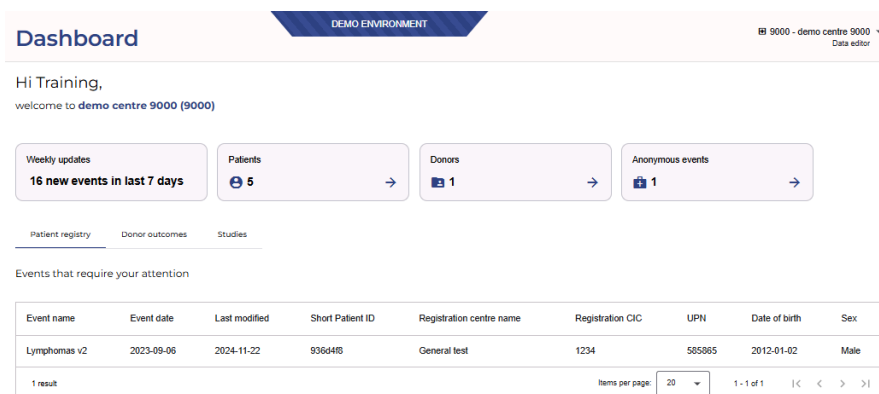 DEMO ENVIRONMENT
Dashboard
9000 - demo centre 9000
Data editor
Hi Training,
welcome to demo centre 9000 (9000)
Weekly updates Patients Donors Anonymous events
16 new events in last 7 days 5 1 1
Patient registry Donor outcomes Studies
Events that require your attention
Event name Event date Last modified Short Patient ID Registration centre name Registration CIC UPN Date of birth Sex
Lymphomas v2 2023-09-06 2024-11-22 936d4f8 General test 1234 585865 2012-01-02 Male
1 result Items per page: 20 1 - 1 of 1